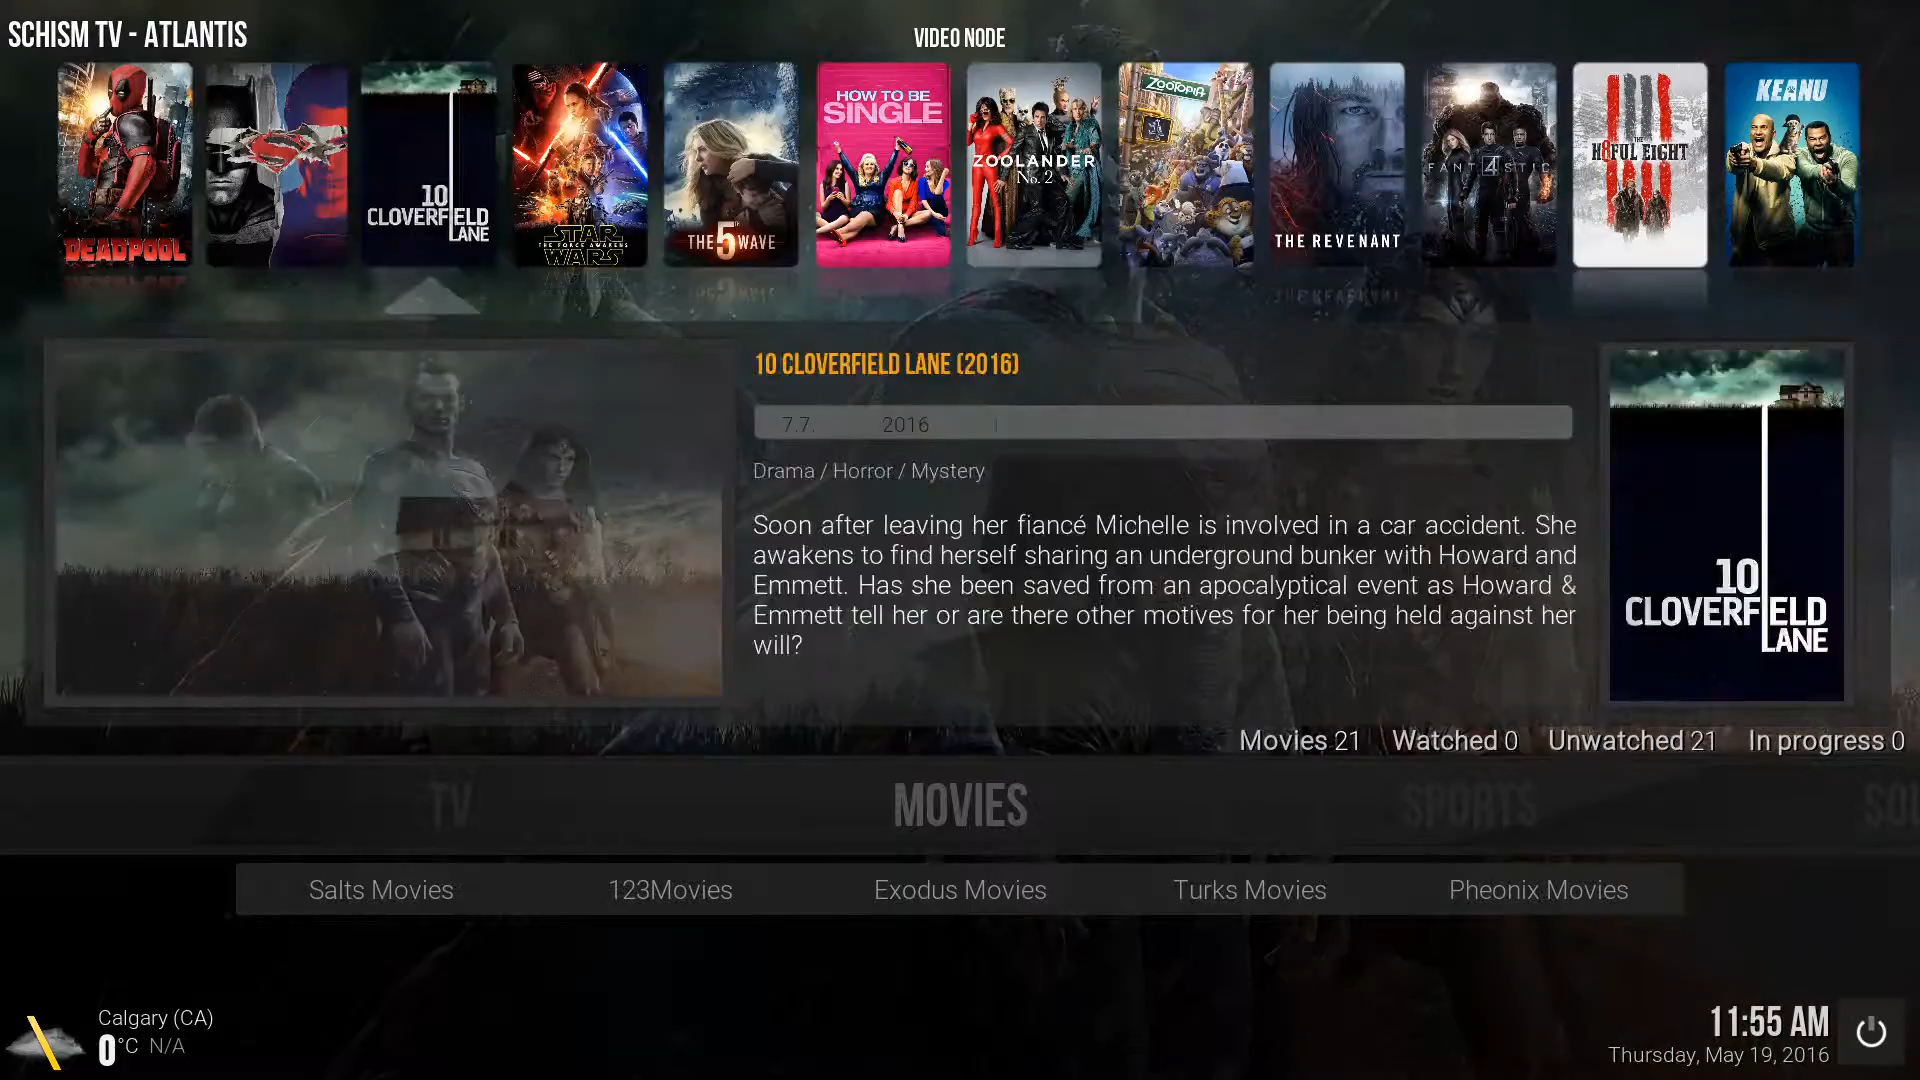 SCHISM TV - ATLANTIS
VIDEO NODE
DEADPOOL
10
CLOVERFIELD
LANE
STAR
THE FORCE AWAKENS
WARS
THE 5TH WAVE
HOW TO BE
SINGLE
ZOOLANDER
No. 2
ZOOTOPIA
THE REVENANT
FANT4STIC
THE
H8FUL EIGHT
KEANU
10 CLOVERFIELD LANE (2016)
7.7. 2016 |
Drama / Horror / Mystery
Soon after leaving her fiancé Michelle is involved in a car accident. She
awakens to find herself sharing an underground bunker with Howard and
Emmett. Has she been saved from an apocalyptical event as Howard &
Emmett tell her or are there other motives for her being held against her
will?
10
CLOVERFIELD
LANE
Movies 21 Watched 0 Unwatched 21 In progress 0
TV MOVIES SPORTS SOU
Salts Movies 123Movies Exodus Movies Turks Movies Pheonix Movies
Calgary (CA)
0°C N/A
11:55 AM
Thursday, May 19, 2016